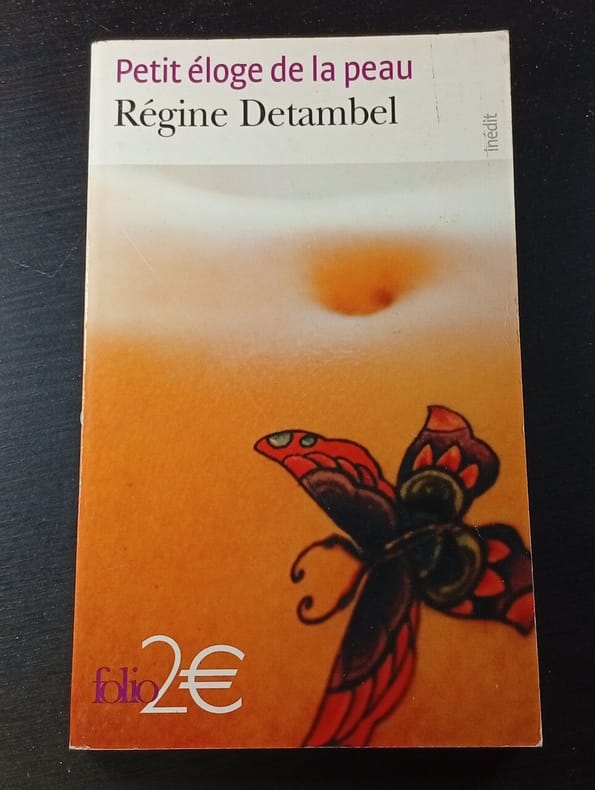 Petit éloge de la peau
Régine Detambel
inédit
folio 2€